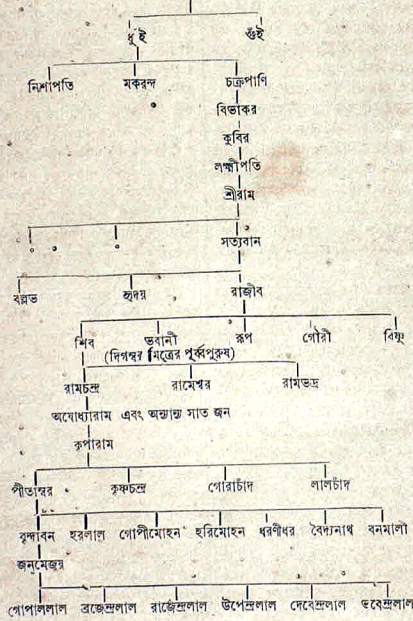 ধুঁই গুঁই
নিশাপতি মকরন্দ চক্রপাণি
বিভাকর
কুবির
লক্ষ্মীপতি
শ্রীরাম
সত্যবান
বল্লভ হৃদয় রাজীব
শিব ভবানী রূপ গৌরী বিষ্ণু
(দিগম্বর মিত্রের পূর্ব্বপুরুষ)
রামচন্দ্র রামেশ্বর রামভদ্র
অযোধ্যারাম এবং অন্যান্য সাত জন
কৃপারাম
পীতাম্বর কৃষ্ণচন্দ্র গোরাচাঁদ লালচাঁদ
বৃন্দাবন হরলাল গোপীমোহন হরিমোহন ধরণীধর বৈদ্যনাথ বনমালী
জন্মেজয়
গোপাললাল ব্রজেন্দ্রলাল রাজেন্দ্রলাল উপেন্দ্রলাল দেবেন্দ্রলাল ভবেন্দ্রলাল